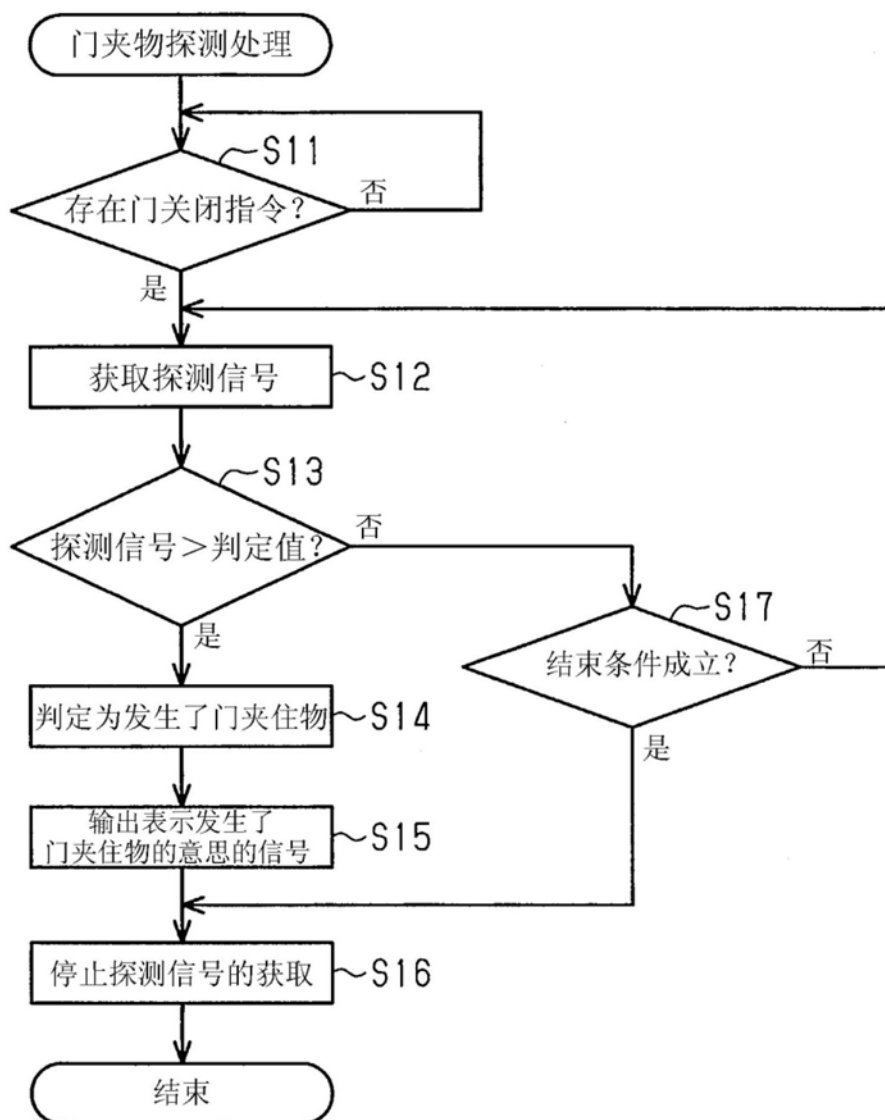 门夹物探测处理
S11
存在门关闭指令？
否
是
获取探测信号
S12
S13
探测信号＞判定值？
否
是
S17
结束条件成立？
否
是
判定为发生了门夹住物
S14
输出表示发生了
门夹住物的意思的信号
S15
停止探测信号的获取
S16
结束